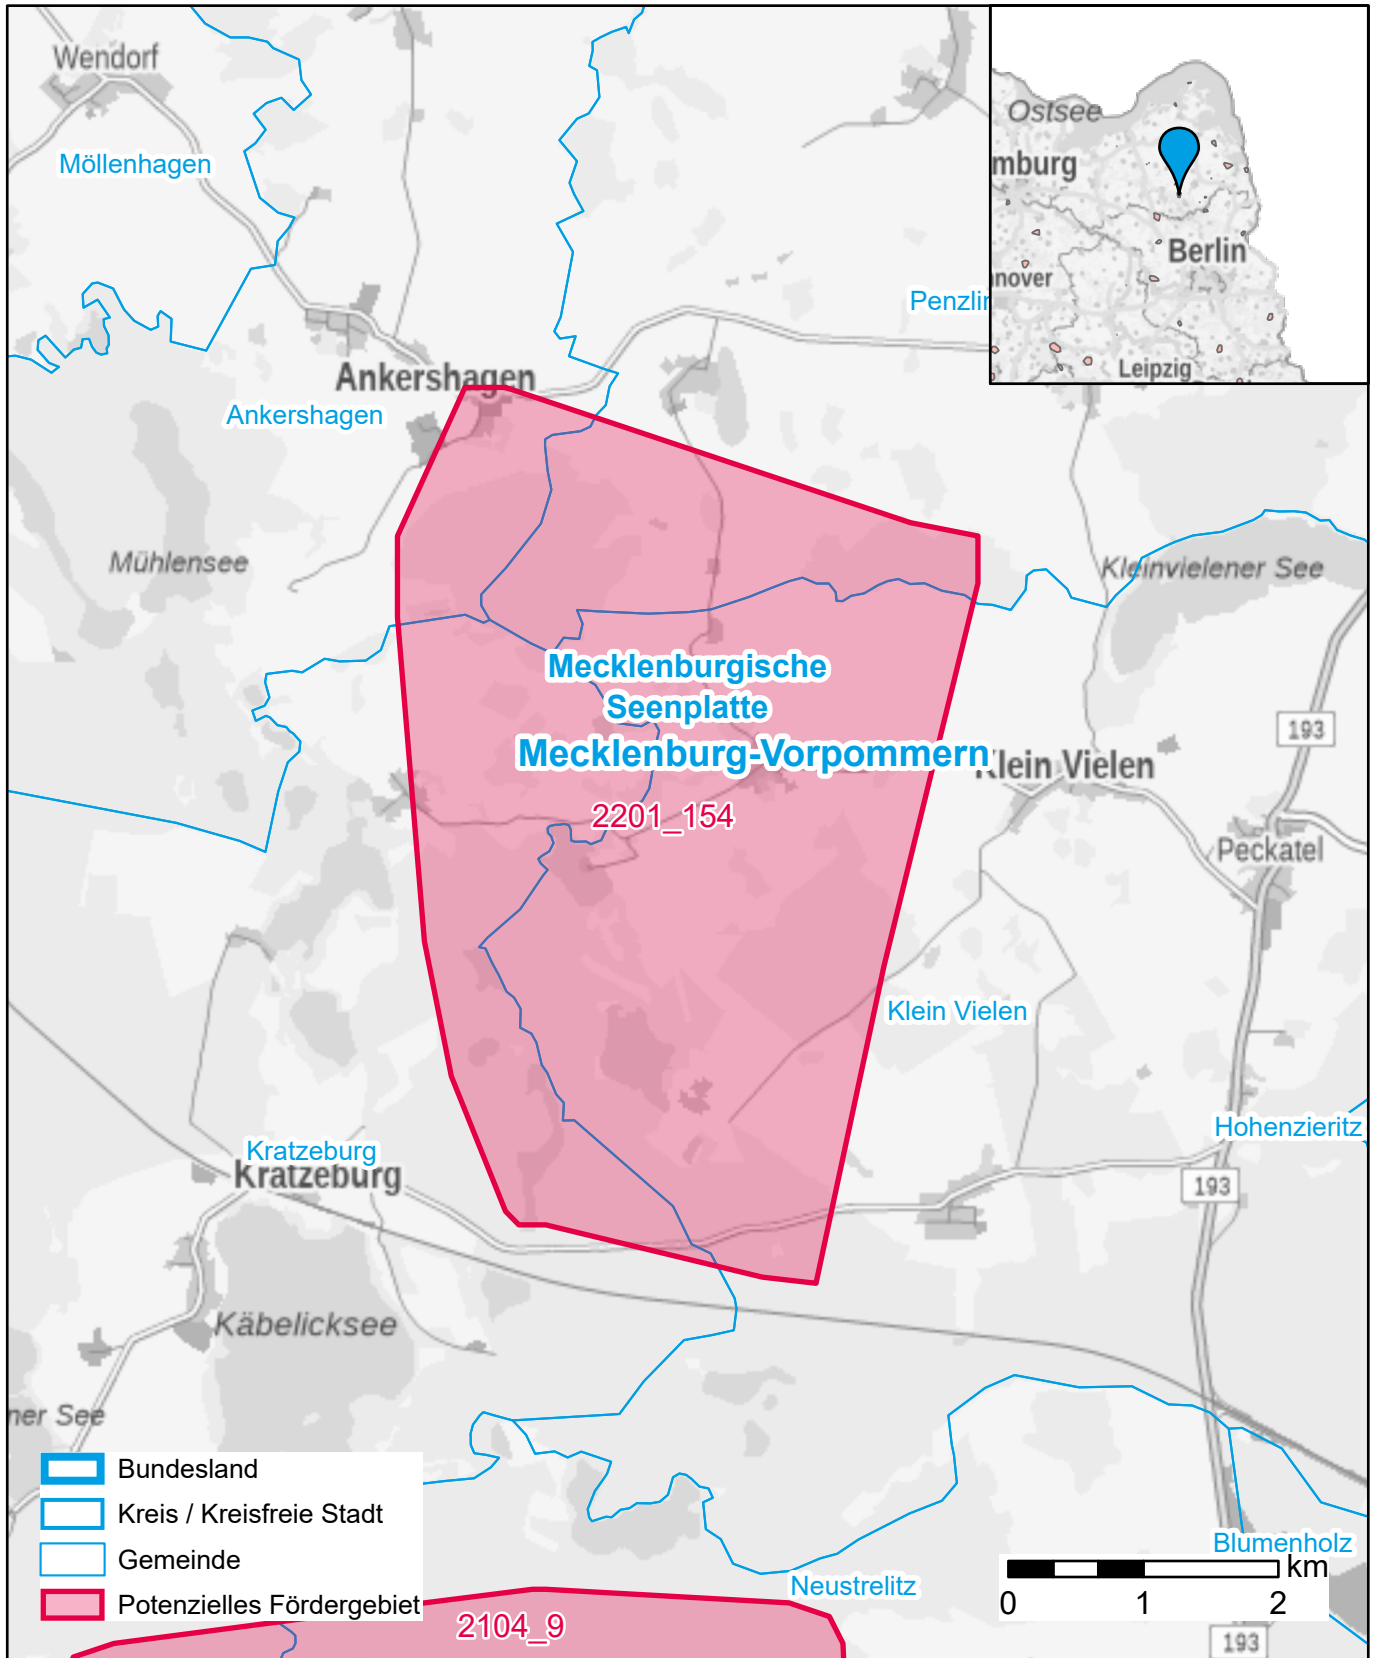 Wendorf
Möllenhagen
Ostsee
mburg
Berlin
nnover
Leipzig
Penzlin
Ankershagen
Ankershagen
Mühlensee
Kleinvielener See
Mecklenburgische
Seenplatte
Mecklenburg-Vorpommern
193
Klein Vielen
2201_154
Peckatel
Klein Vielen
Hohenzieritz
Kratzeburg
Kratzeburg
193
Käbelicksee
ner See
Bundesland
Kreis / Kreisfreie Stadt
Gemeinde
Potenzielles Fördergebiet
Blumenholz
km
0 1 2
Neustrelitz
2104_9
193